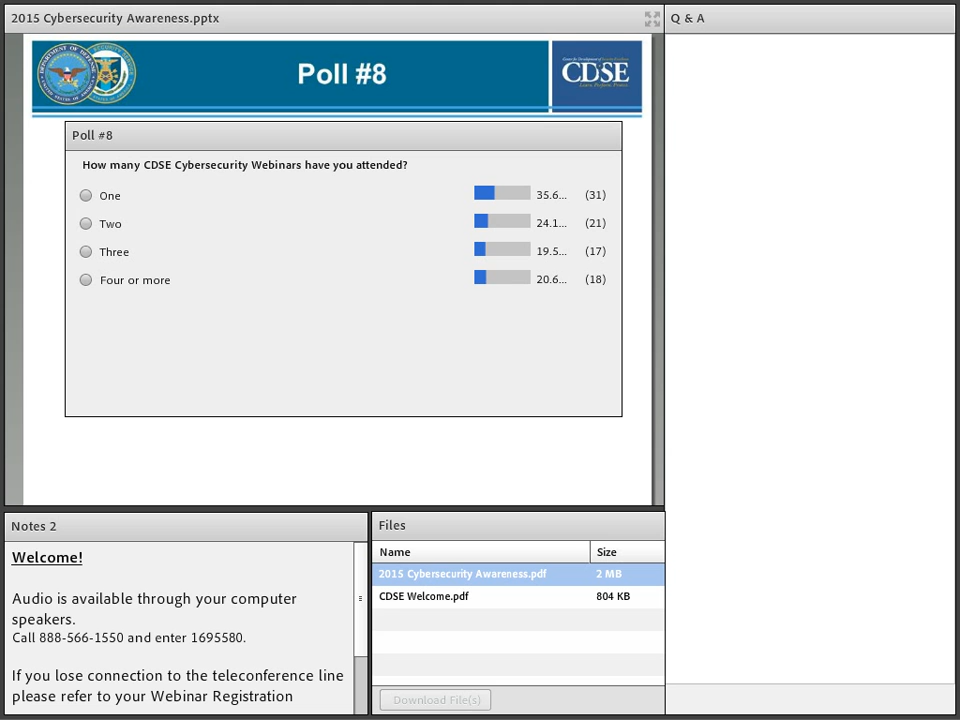 2015 Cybersecurity Awareness.pptx
Q & A
Poll #8
CDSE
Poll #8
How many CDSE Cybersecurity Webinars have you attended?
One 35.6... (31)
Two 24.1... (21)
Three 19.5... (17)
Four or more 20.6... (18)
Notes 2
Welcome!
Audio is available through your computer
speakers.
Call 888-566-1550 and enter 1695580.
If you lose connection to the teleconference line
please refer to your Webinar Registration
Files
Name Size
2015 Cybersecurity Awareness.pdf 2 MB
CDSE Welcome.pdf 804 KB
Download File(s)